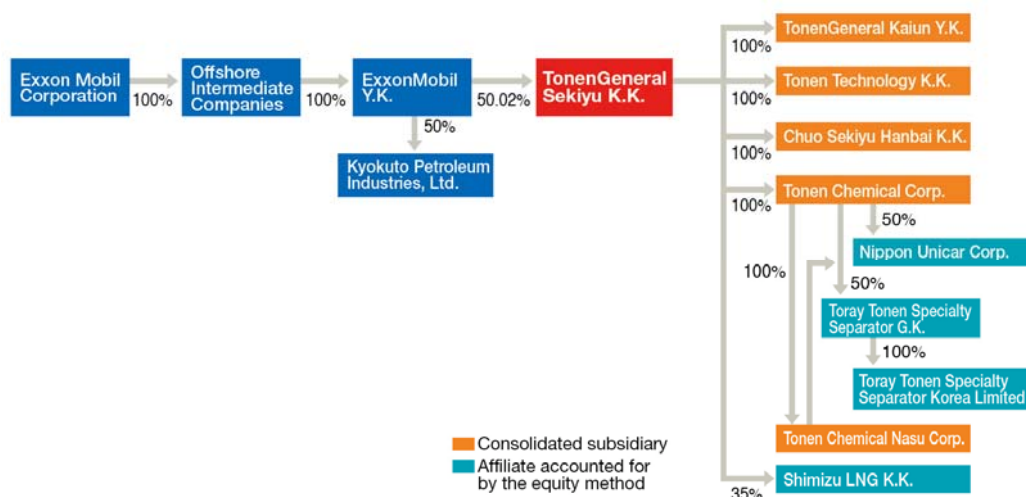 Exxon Mobil
Corporation
100%
Offshore
Intermediate
Companies
100%
ExxonMobil
Y.K.
50.02%
TonenGeneral
Sekiyu K.K.
50%
Kyokuto Petroleum
Industries, Ltd.
TonenGeneral Kaiun Y.K.
100%
Tonen Technology K.K.
100%
Chuo Sekiyu Hanbai K.K.
100%
Tonen Chemical Corp.
100%
50%
Nippon Unicar Corp.
100%
50%
Toray Tonen Specialty
Separator G.K.
100%
Toray Tonen Specialty
Separator Korea Limited
Tonen Chemical Nasu Corp.
Shimizu LNG K.K.
35%
Consolidated subsidiary
Affiliate accounted for
by the equity method